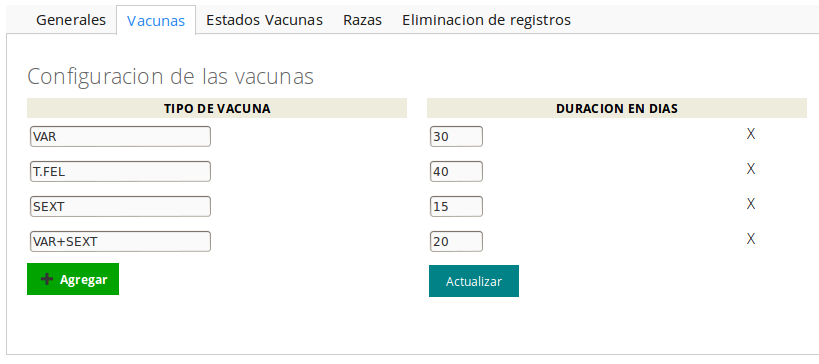 Generales Vacunas Estados Vacunas Razas Eliminacion de registros
Configuracion de las vacunas
TIPO DE VACUNA DURACION EN DIAS
VAR 30 X
T.FEL 40 X
SEXT 15 X
VAR+SEXT 20 X
Agregar Actualizar